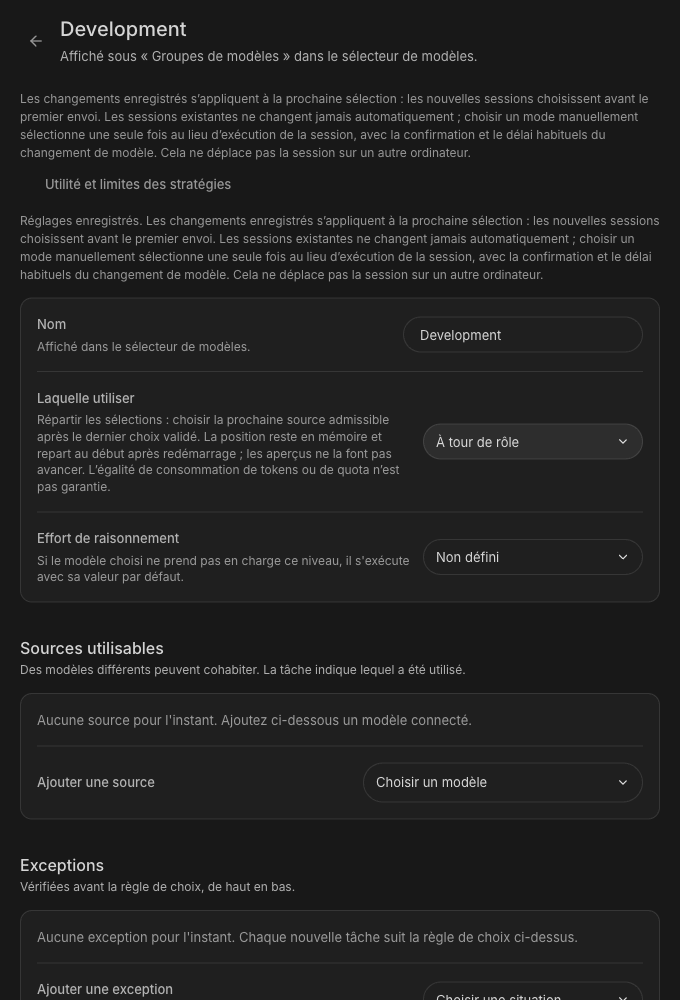 Development
Affiché sous « Groupes de modèles » dans le sélecteur de modèles.
Les changements enregistrés s’appliquent à la prochaine sélection : les nouvelles sessions choisissent avant le
premier envoi. Les sessions existantes ne changent jamais automatiquement ; choisir un mode manuellement
sélectionne une seule fois au lieu d’exécution de la session, avec la confirmation et le délai habituels du
changement de modèle. Cela ne déplace pas la session sur un autre ordinateur.
Utilité et limites des stratégies
Réglages enregistrés. Les changements enregistrés s’appliquent à la prochaine sélection : les nouvelles sessions
choisissent avant le premier envoi. Les sessions existantes ne changent jamais automatiquement ; choisir un
mode manuellement sélectionne une seule fois au lieu d’exécution de la session, avec la confirmation et le délai
habituels du changement de modèle. Cela ne déplace pas la session sur un autre ordinateur.
Nom
Affiché dans le sélecteur de modèles.
Development
Laquelle utiliser
Répartir les sélections : choisir la prochaine source admissible
après le dernier choix validé. La position reste en mémoire et
repart au début après redémarrage ; les aperçus ne la font pas
avancer. L’égalité de consommation de tokens ou de quota n’est
pas garantie.
À tour de rôle
Effort de raisonnement
Si le modèle choisi ne prend pas en charge ce niveau, il s'exécute
avec sa valeur par défaut.
Non défini
Sources utilisables
Des modèles différents peuvent cohabiter. La tâche indique lequel a été utilisé.
Aucune source pour l'instant. Ajoutez ci-dessous un modèle connecté.
Ajouter une source
Choisir un modèle
Exceptions
Vérifiées avant la règle de choix, de haut en bas.
Aucune exception pour l'instant. Chaque nouvelle tâche suit la règle de choix ci-dessus.
Ajouter une exception
Choisir une situation